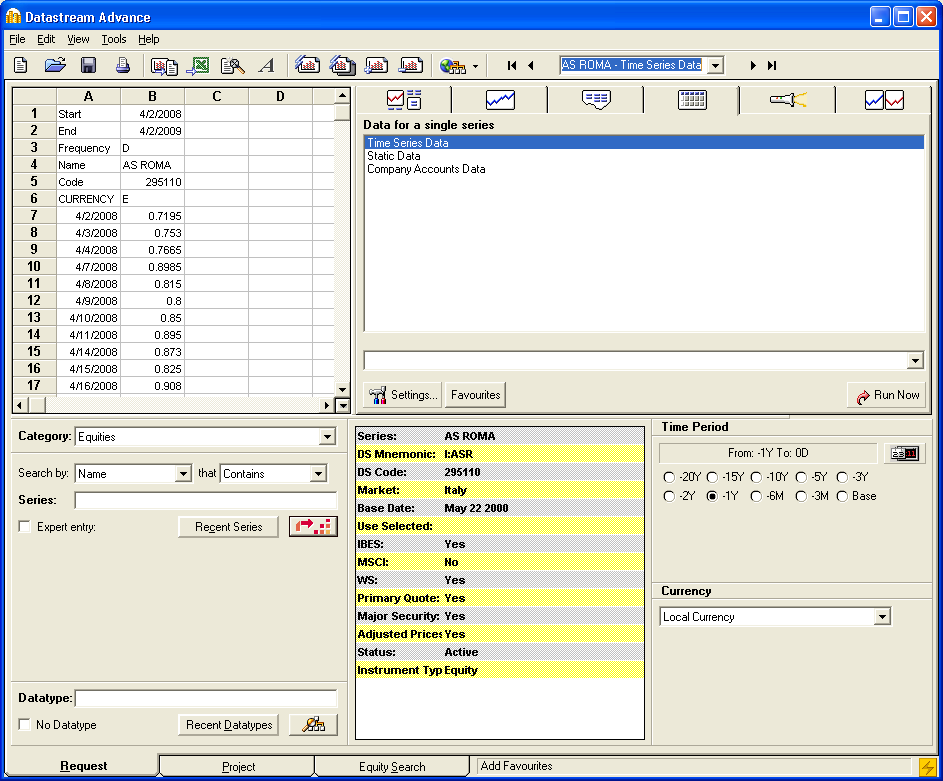 Datastream Advance
File Edit View Tools Help
AS ROMA - Time Series Data
A B C D
1 Start 4/2/2008
2 End 4/2/2009
3 Frequency D
4 Name AS ROMA
5 Code 295110
6 CURRENCY E
7 4/2/2008 0.7195
8 4/3/2008 0.753
9 4/4/2008 0.7665
10 4/7/2008 0.8985
11 4/8/2008 0.815
12 4/9/2008 0.8
13 4/10/2008 0.85
14 4/11/2008 0.895
15 4/14/2008 0.873
16 4/15/2008 0.825
17 4/16/2008 0.908
Data for a single series
Time Series Data
Static Data
Company Accounts Data
Settings... Favourites Run Now
Category: Equities
Search by: Name that Contains
Series:
Expert entry: Recent Series
Datatype:
No Datatype Recent Datatypes
Series: AS ROMA
DS Mnemonic: I:ASR
DS Code: 295110
Market: Italy
Base Date: May 22 2000
Use Selected:
IBES: Yes
MSCI: No
WS: Yes
Primary Quote: Yes
Major Security: Yes
Adjusted Prices Yes
Status: Active
Instrument Typ Equity
Time Period
From: -1Y To: 0D
-20Y -15Y -10Y -5Y -3Y
-2Y -1Y -6M -3M Base
Currency
Local Currency
Request Project Equity Search Add Favourites